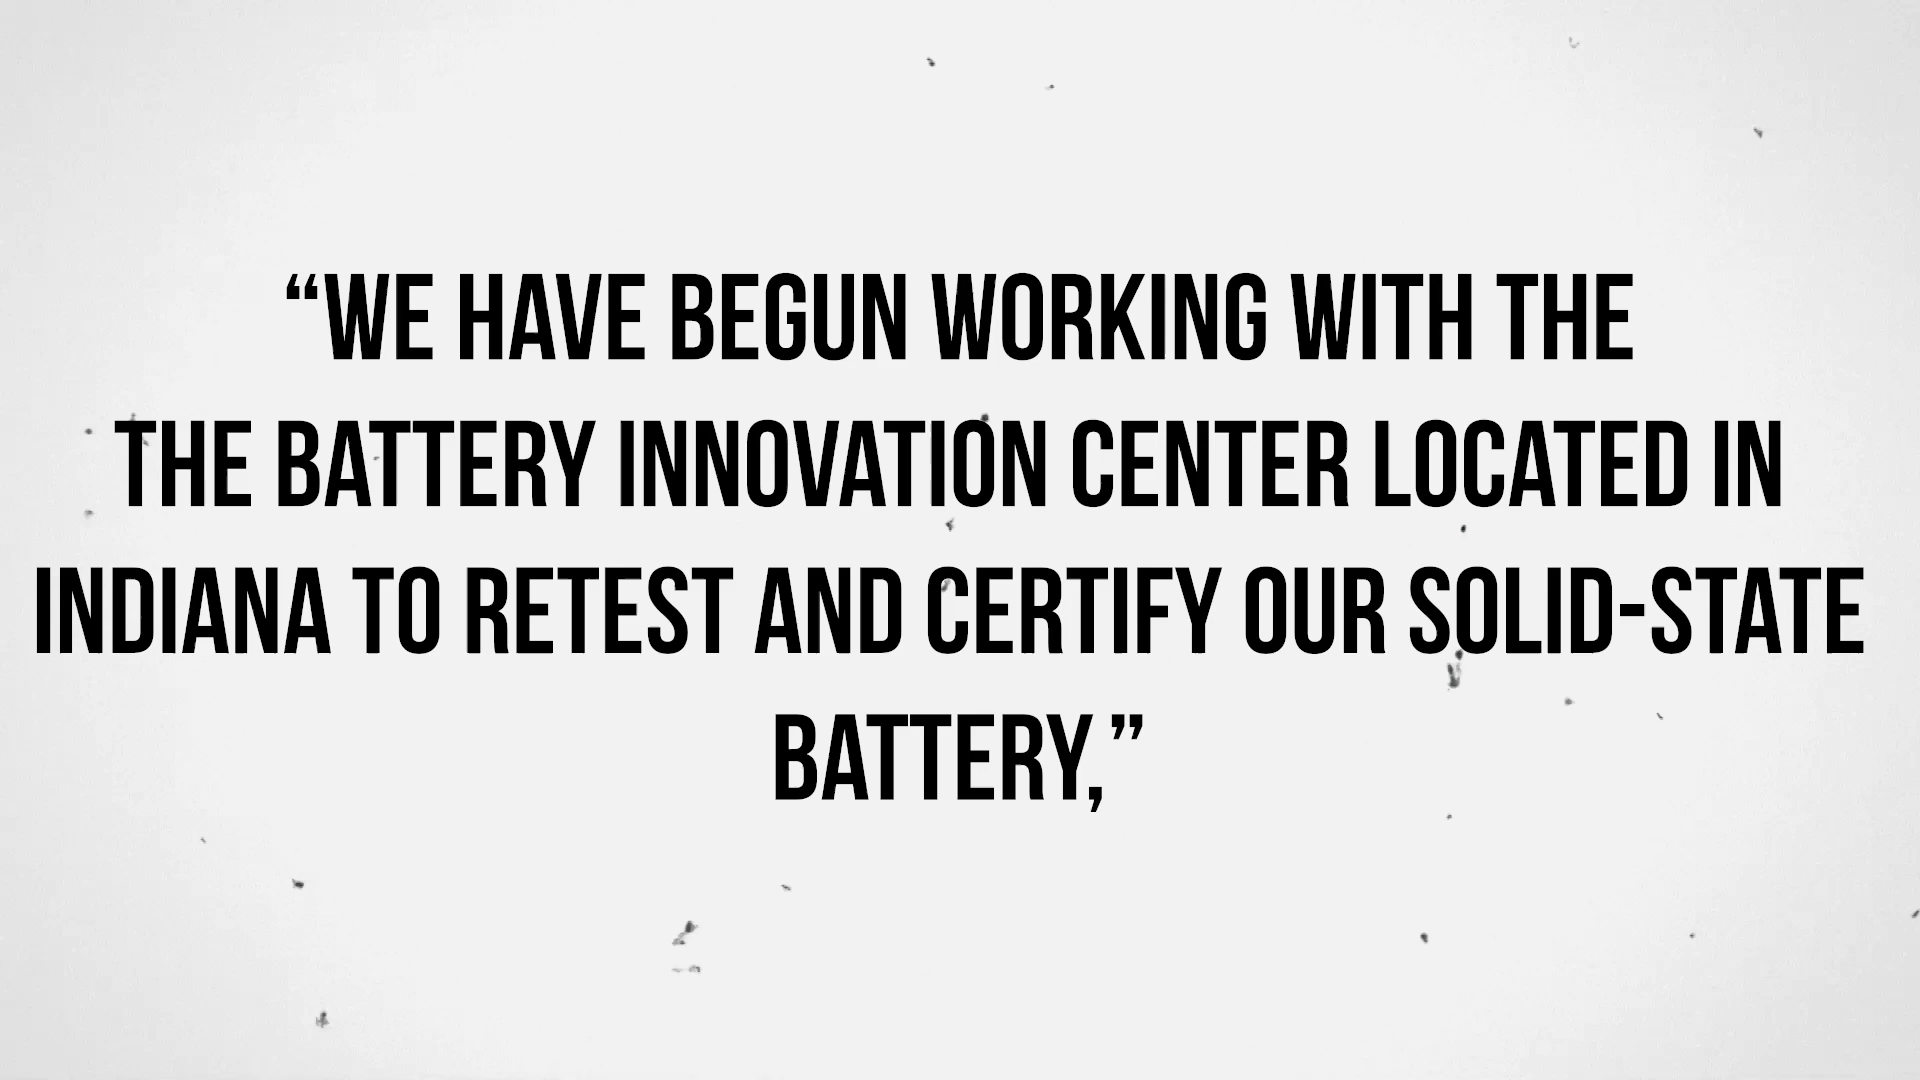 “WE HAVE BEGUN WORKING WITH THE
THE BATTERY INNOVATION CENTER LOCATED IN
INDIANA TO RETEST AND CERTIFY OUR SOLID-STATE
BATTERY,”